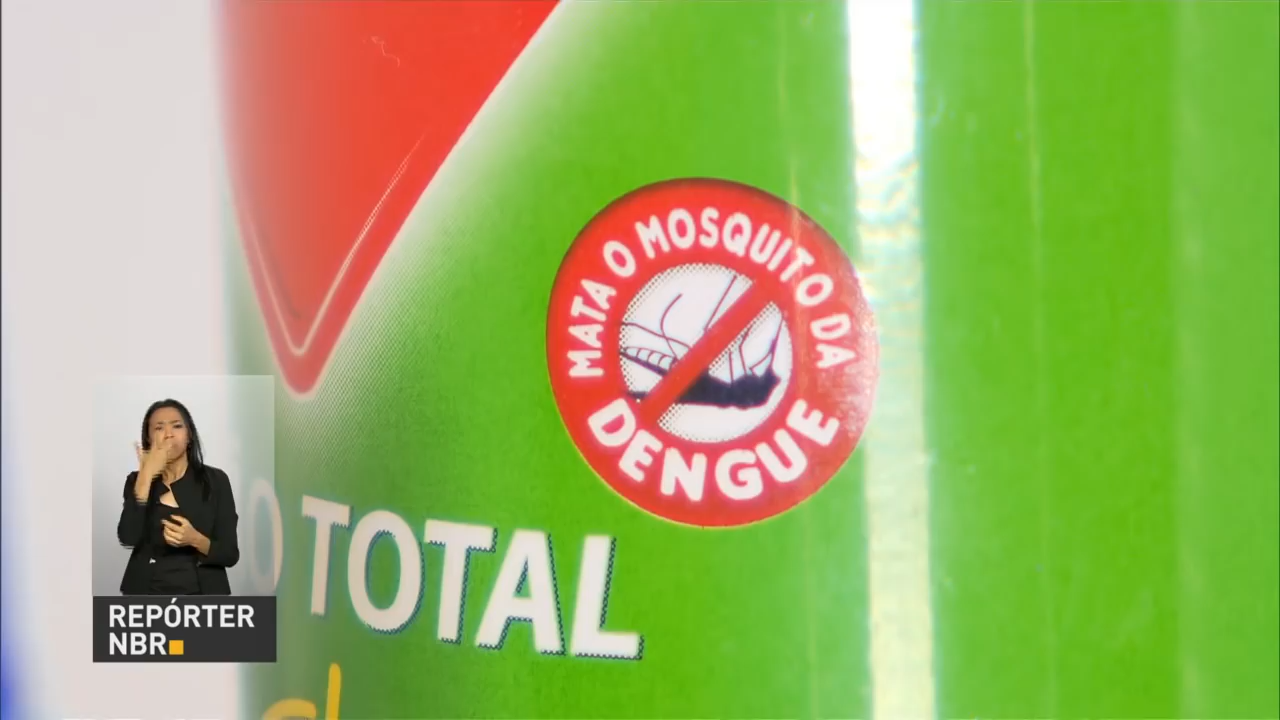 MATA O MOSQUITO DA
DENGUE
O TOTAL
REPÓRTER
NBR